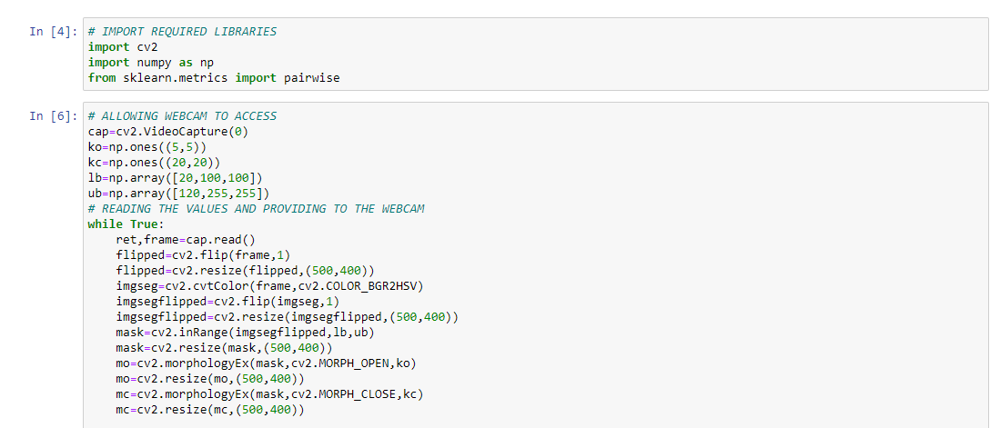 In [4]: # IMPORT REQUIRED LIBRARIES
import cv2
import numpy as np
from sklearn.metrics import pairwise
In [6]: # ALLOWING WEBCAM TO ACCESS
cap=cv2.VideoCapture(0)
ko=np.ones((5,5))
kc=np.ones((20,20))
lb=np.array([20,100,100])
ub=np.array([120,255,255])
# READING THE VALUES AND PROVIDING TO THE WEBCAM
while True:
    ret,frame=cap.read()
    flipped=cv2.flip(frame,1)
    flipped=cv2.resize(flipped,(500,400))
    imgseg=cv2.cvtColor(frame,cv2.COLOR_BGR2HSV)
    imgsegflipped=cv2.flip(imgseg,1)
    imgsegflipped=cv2.resize(imgsegflipped,(500,400))
    mask=cv2.inRange(imgsegflipped,lb,ub)
    mask=cv2.resize(mask,(500,400))
    mo=cv2.morphologyEx(mask,cv2.MORPH_OPEN,ko)
    mo=cv2.resize(mo,(500,400))
    mc=cv2.morphologyEx(mask,cv2.MORPH_CLOSE,kc)
    mc=cv2.resize(mc,(500,400))